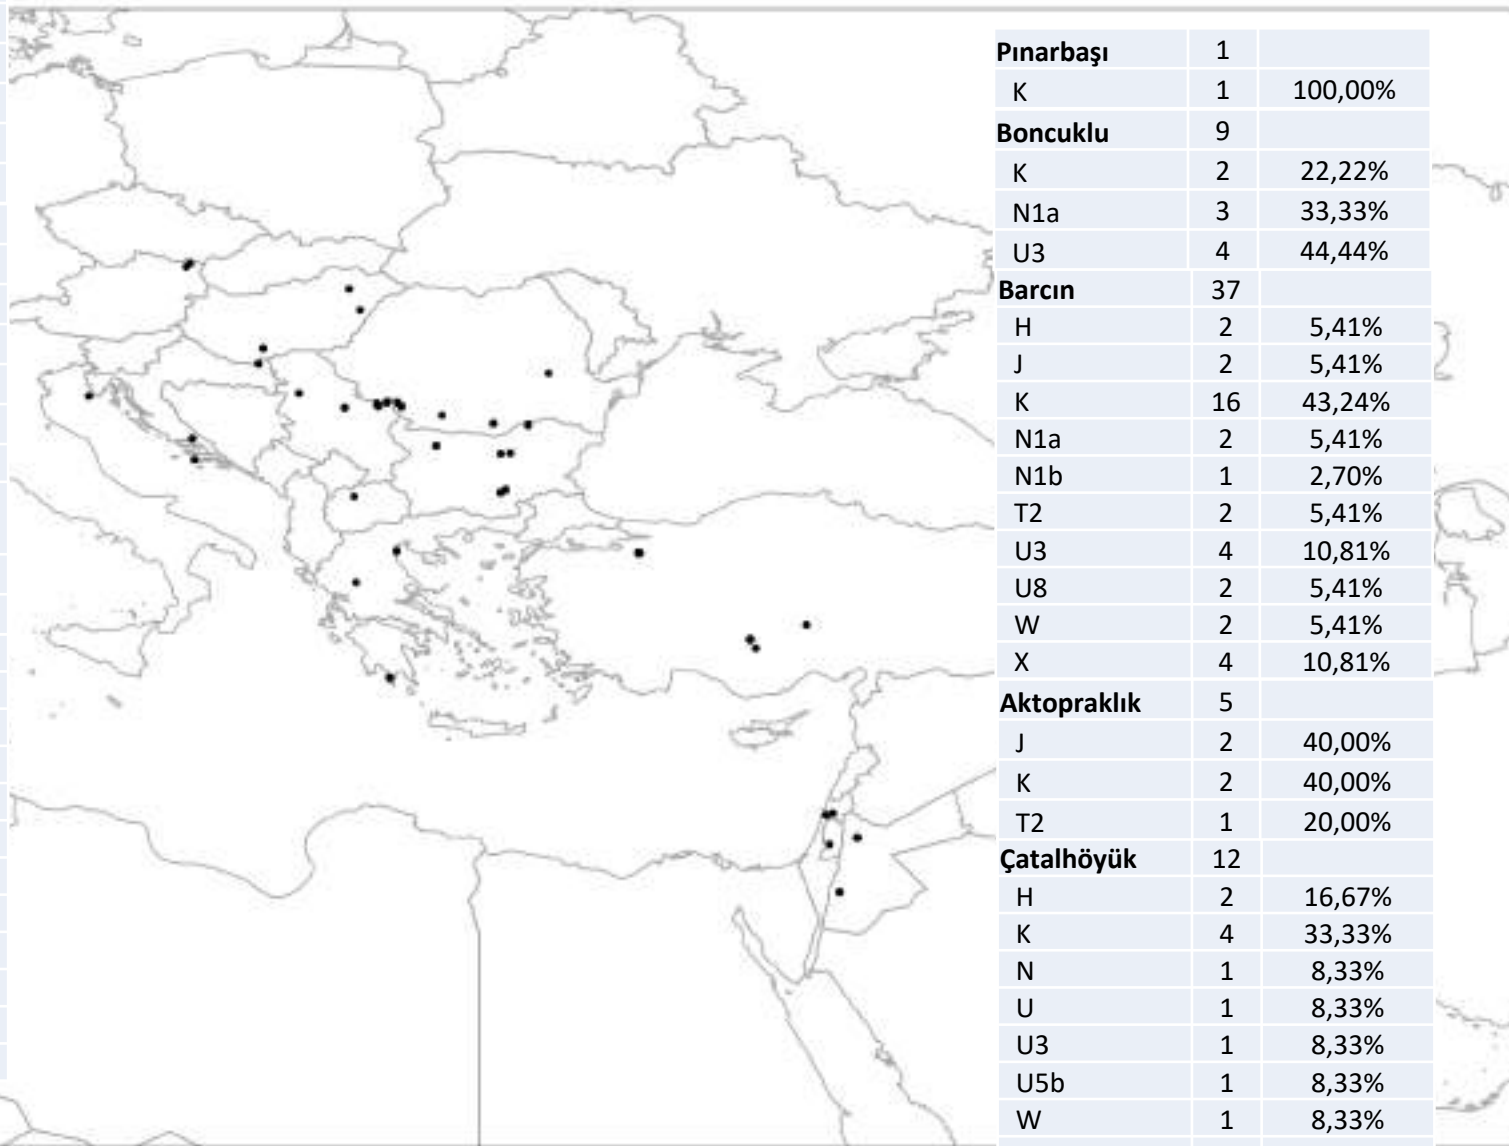 Pınarbaşı 1
K 1 100,00%
Boncuklu 9
K 2 22,22%
N1a 3 33,33%
U3 4 44,44%
Barcın 37
H 2 5,41%
J 2 5,41%
K 16 43,24%
N1a 2 5,41%
N1b 1 2,70%
T2 2 5,41%
U3 4 10,81%
U8 2 5,41%
W 2 5,41%
X 4 10,81%
Aktopraklık 5
J 2 40,00%
K 2 40,00%
T2 1 20,00%
Çatalhöyük 12
H 2 16,67%
K 4 33,33%
N 1 8,33%
U 1 8,33%
U3 1 8,33%
U5b 1 8,33%
W 1 8,33%